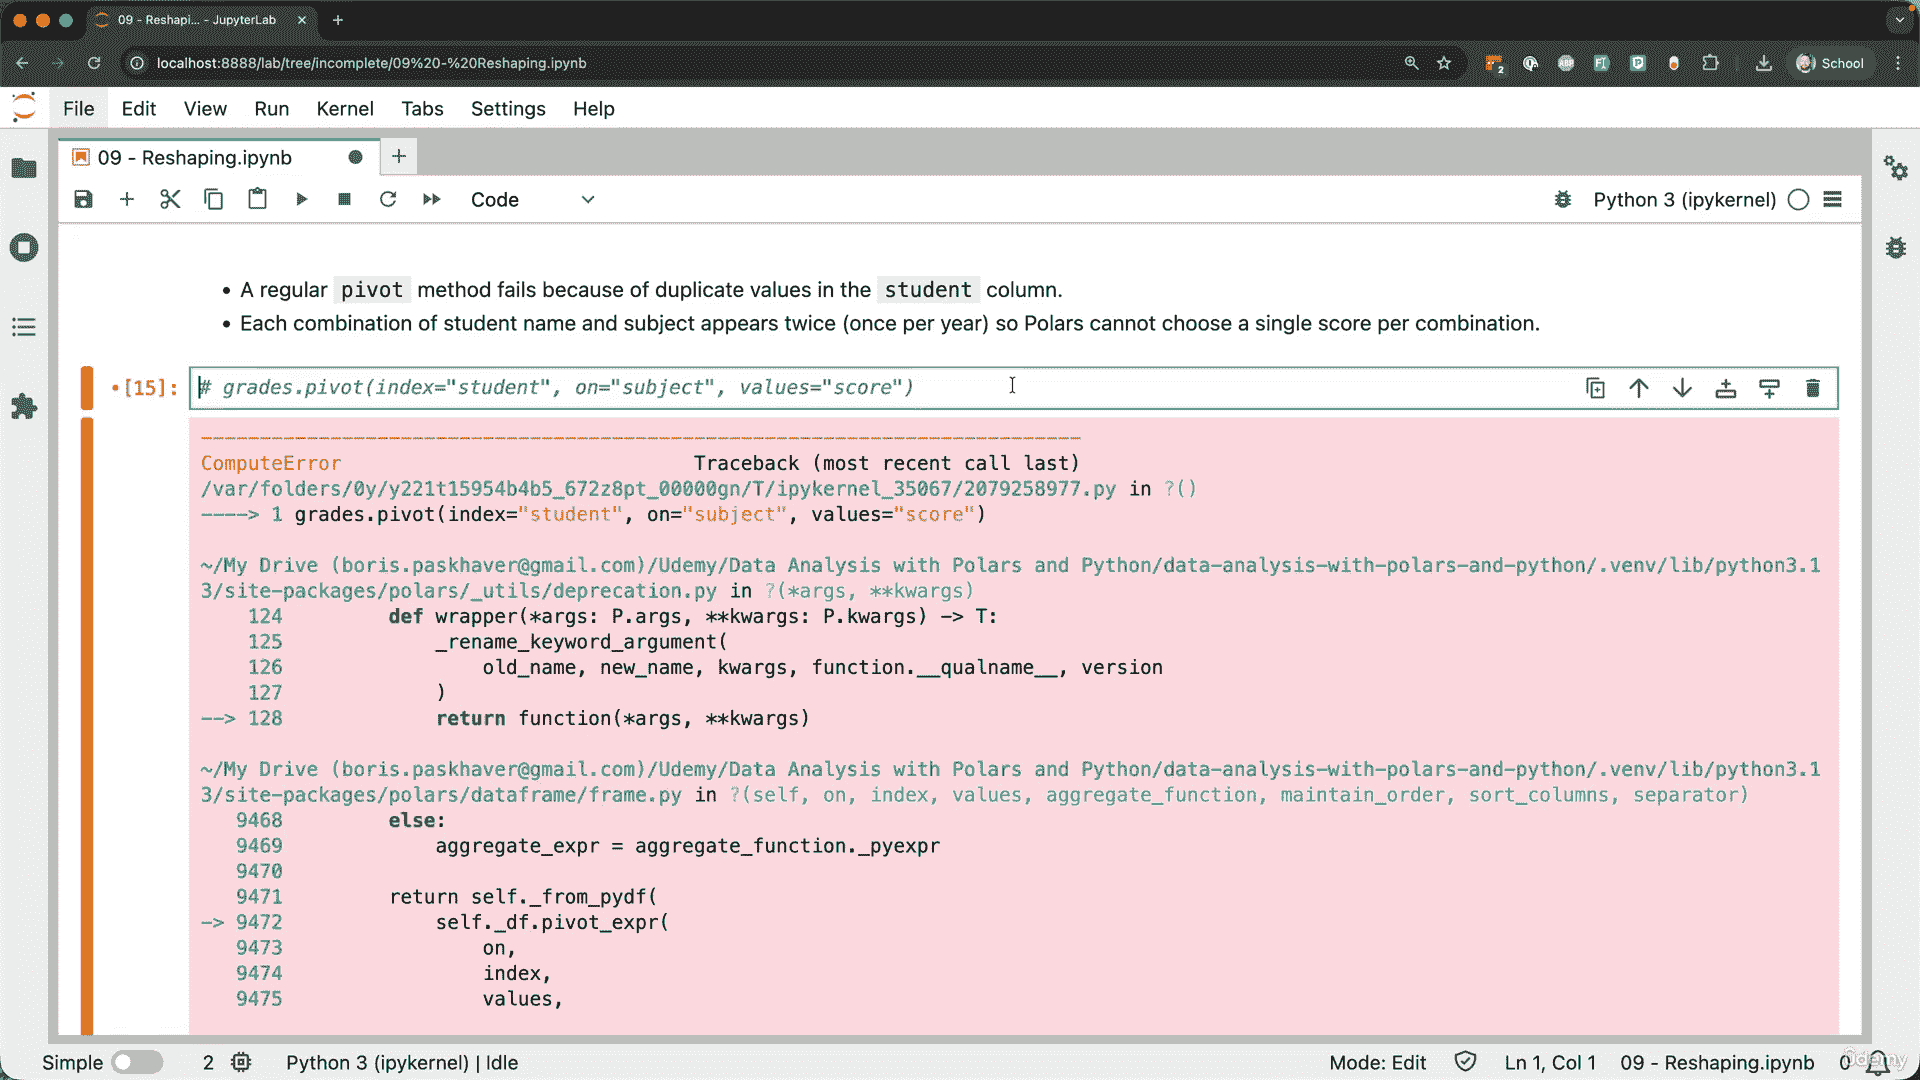 09 - Reshapi... - JupyterLab
localhost:8888/lab/tree/incomplete/09%20-%20Reshaping.ipynb
2
ABP
School
File Edit View Run Kernel Tabs Settings Help
09 - Reshaping.ipynb
Code
Python 3 (ipykernel)
• A regular pivot method fails because of duplicate values in the student column.
• Each combination of student name and subject appears twice (once per year) so Polars cannot choose a single score per combination.
•[15]: # grades.pivot(index="student", on="subject", values="score")
---------------------------------------------------------------------------
ComputeError Traceback (most recent call last)
/var/folders/0y/y221t15954b4b5_672z8pt_00000gn/T/ipykernel_35067/2079258977.py in ?()
----> 1 grades.pivot(index="student", on="subject", values="score")
~/My Drive (boris.paskhaver@gmail.com)/Udemy/Data Analysis with Polars and Python/data-analysis-with-polars-and-python/.venv/lib/python3.1
3/site-packages/polars/_utils/deprecation.py in ?(*args, **kwargs)
124 def wrapper(*args: P.args, **kwargs: P.kwargs) -> T:
125 _rename_keyword_argument(
126 old_name, new_name, kwargs, function.__qualname__, version
127 )
--> 128 return function(*args, **kwargs)
~/My Drive (boris.paskhaver@gmail.com)/Udemy/Data Analysis with Polars and Python/data-analysis-with-polars-and-python/.venv/lib/python3.1
3/site-packages/polars/dataframe/frame.py in ?(self, on, index, values, aggregate_function, maintain_order, sort_columns, separator)
9468 else:
9469 aggregate_expr = aggregate_function._pyexpr
9470
9471 return self._from_pydf(
-> 9472 self._df.pivot_expr(
9473 on,
9474 index,
9475 values,
Simple 2 Python 3 (ipykernel) | Idle Mode: Edit Ln 1, Col 1 09 - Reshaping.ipynb 0
Udemy